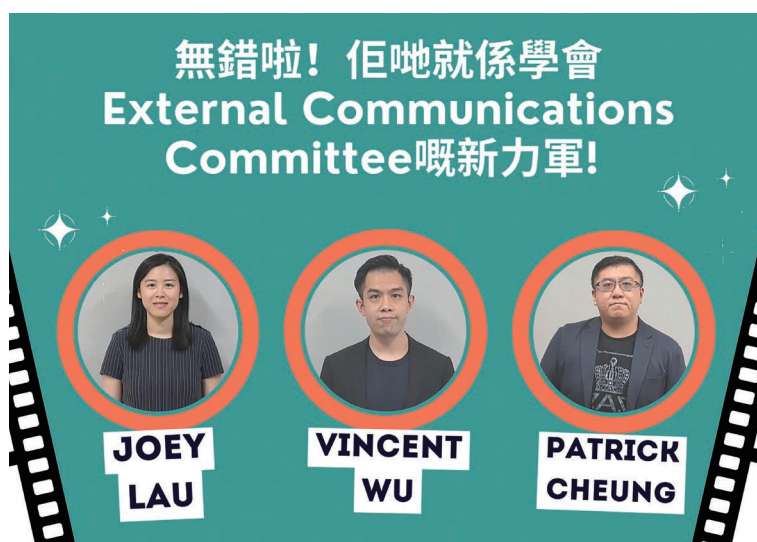 無錯啦！佢哋就係學會
External Communications
Committee嘅新力軍!
JOEY
LAU
VINCENT
WU
PATRICK
CHEUNG